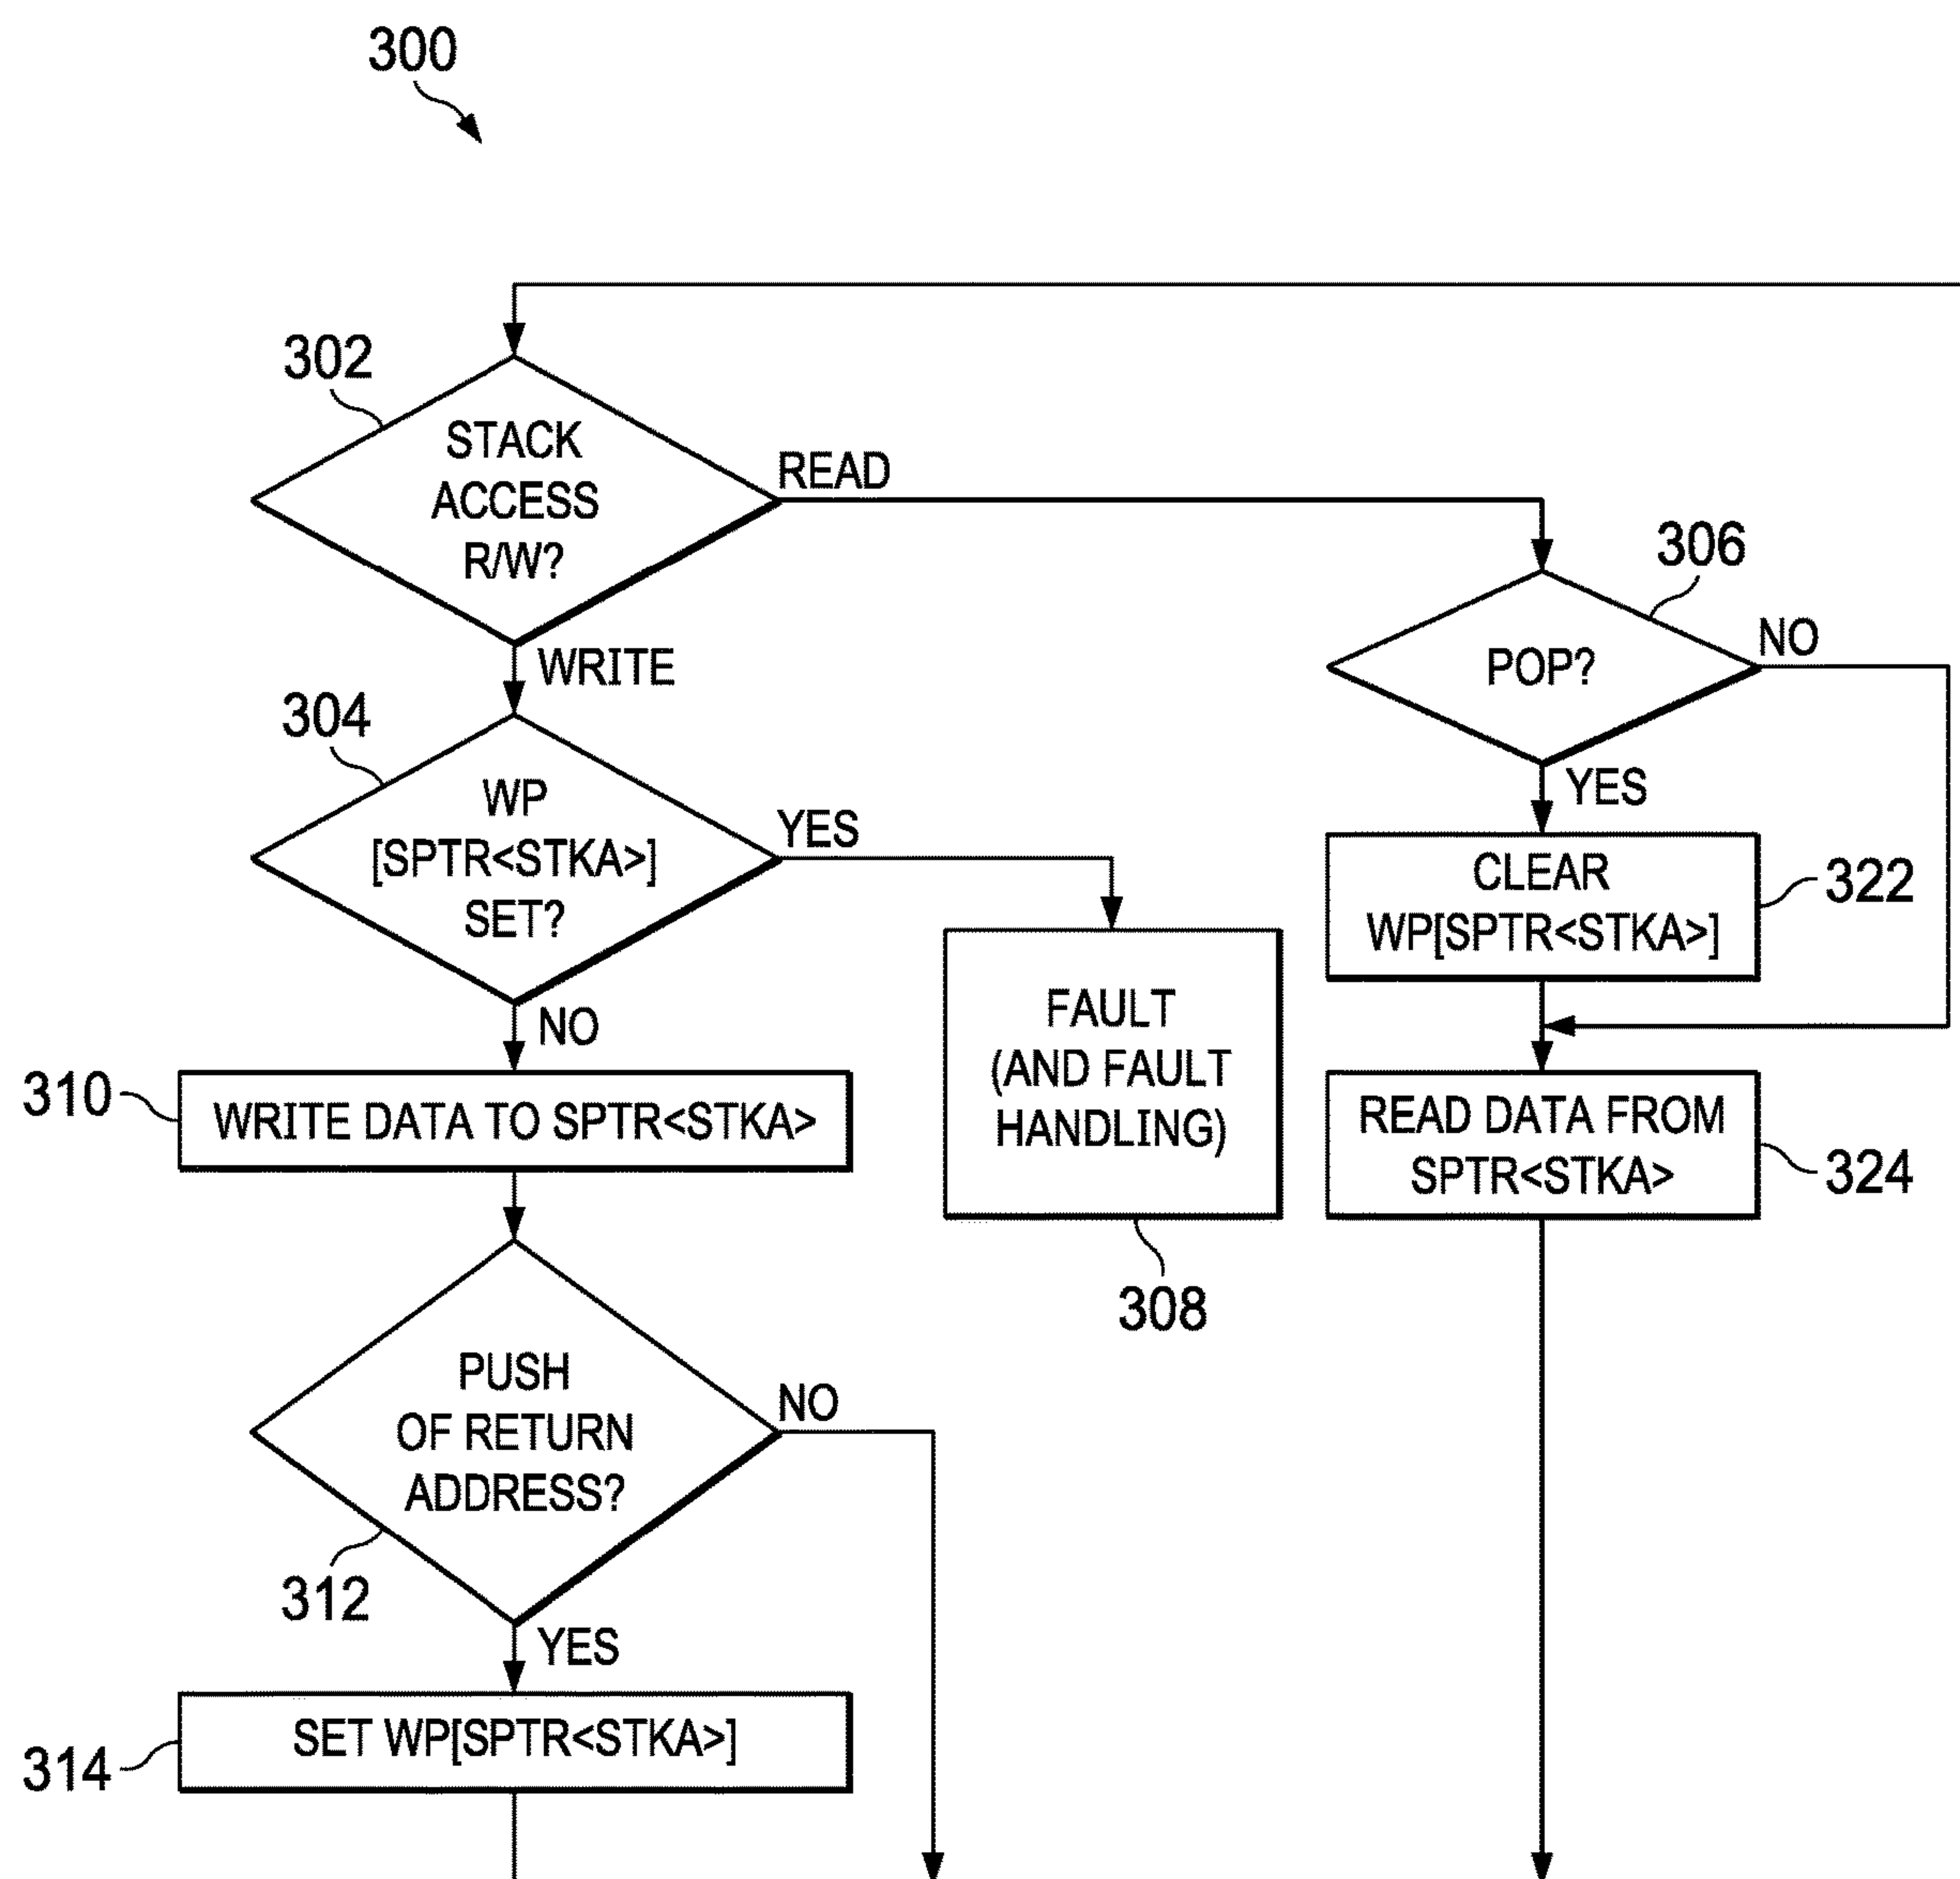 300
302
STACK
ACCESS
R/W?
READ
WRITE
306
POP?
NO
YES
304
WP
[SPTR<STKA>]
SET?
YES
NO
CLEAR
WP[SPTR<STKA>]
322
FAULT
(AND FAULT
HANDLING)
308
310
WRITE DATA TO SPTR<STKA>
READ DATA FROM
SPTR<STKA>
324
PUSH
OF RETURN
ADDRESS?
NO
312
YES
314
SET WP[SPTR<STKA>]